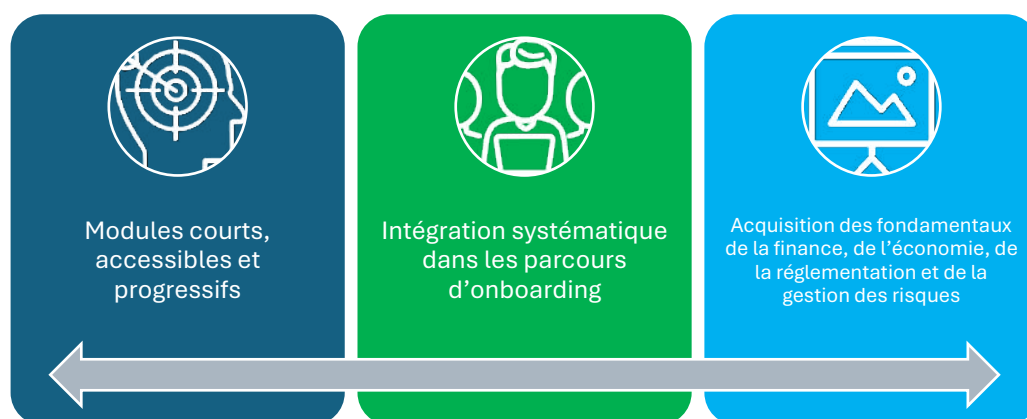 Modules courts,
accessibles et
progressifs
Intégration systématique
dans les parcours
d’onboarding
Acquisition des fondamentaux
de la finance, de l’économie, de
la réglementation et de la
gestion des risques